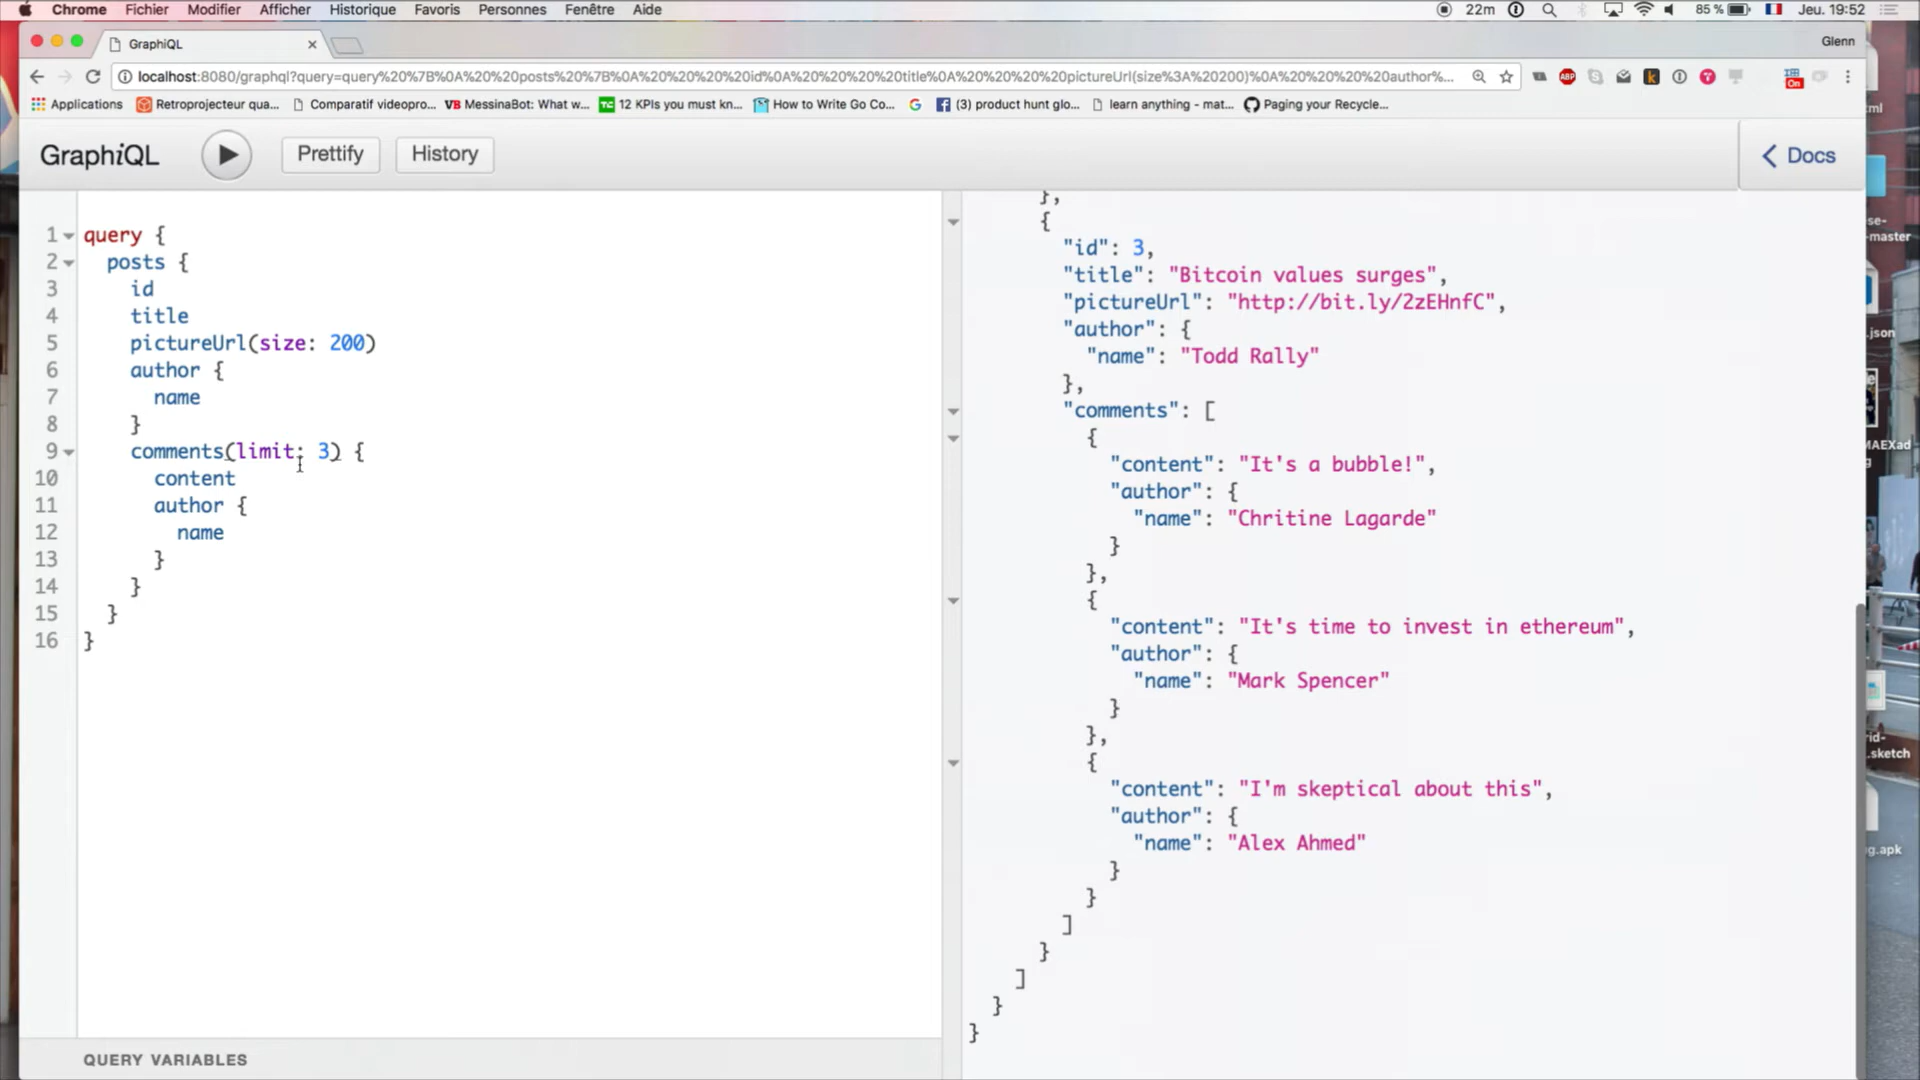 Chrome Fichier Modifier Afficher Historique Favoris Personnes Fenêtre Aide 22m 85 % Jeu. 19:52
GraphiQL Glenn
localhost:8080/graphql?query=query%20%7B%0A%20%20posts%20%7B%0A%20%20%20%20id%0A%20%20%20%20title%0A%20%20%20%20pictureUrl(size%3A%20200)%0A%20%20%20%20author%... ABP k T On
Applications Retroprojecteur qua... Comparatif videopro... VB MessinaBot: What w... TC 12 KPIs you must kn... How to Write Go Co... G (3) product hunt glo... learn anything - mat... Paging your Recycle...
GraphiQL Prettify History Docs
1 query {
2 posts {
3 id
4 title
5 pictureUrl(size: 200)
6 author {
7 name
8 }
9 comments(limit: 3) {
10 content
11 author {
12 name
13 }
14 }
15 }
16 }
QUERY VARIABLES
},
{
"id": 3,
"title": "Bitcoin values surges",
"pictureUrl": "http://bit.ly/2zEHnfC",
"author": {
"name": "Todd Rally"
},
"comments": [
{
"content": "It's a bubble!",
"author": {
"name": "Chritine Lagarde"
}
},
{
"content": "It's time to invest in ethereum",
"author": {
"name": "Mark Spencer"
}
},
{
"content": "I'm skeptical about this",
"author": {
"name": "Alex Ahmed"
}
}
]
}
]
}
}
-master
.json
.sketch
g.apk